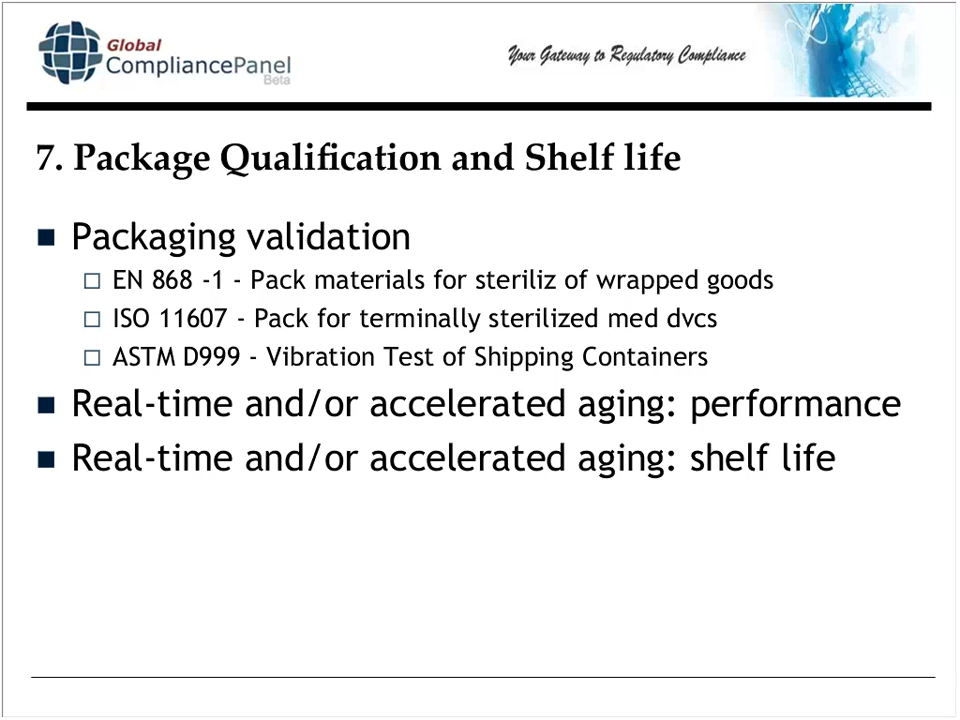 Global
CompliancePanel
Beta
Your Gateway to Regulatory Compliance
7. Package Qualification and Shelf life
Packaging validation
EN 868 -1 - Pack materials for steriliz of wrapped goods
ISO 11607 - Pack for terminally sterilized med dvcs
ASTM D999 - Vibration Test of Shipping Containers
Real-time and/or accelerated aging: performance
Real-time and/or accelerated aging: shelf life